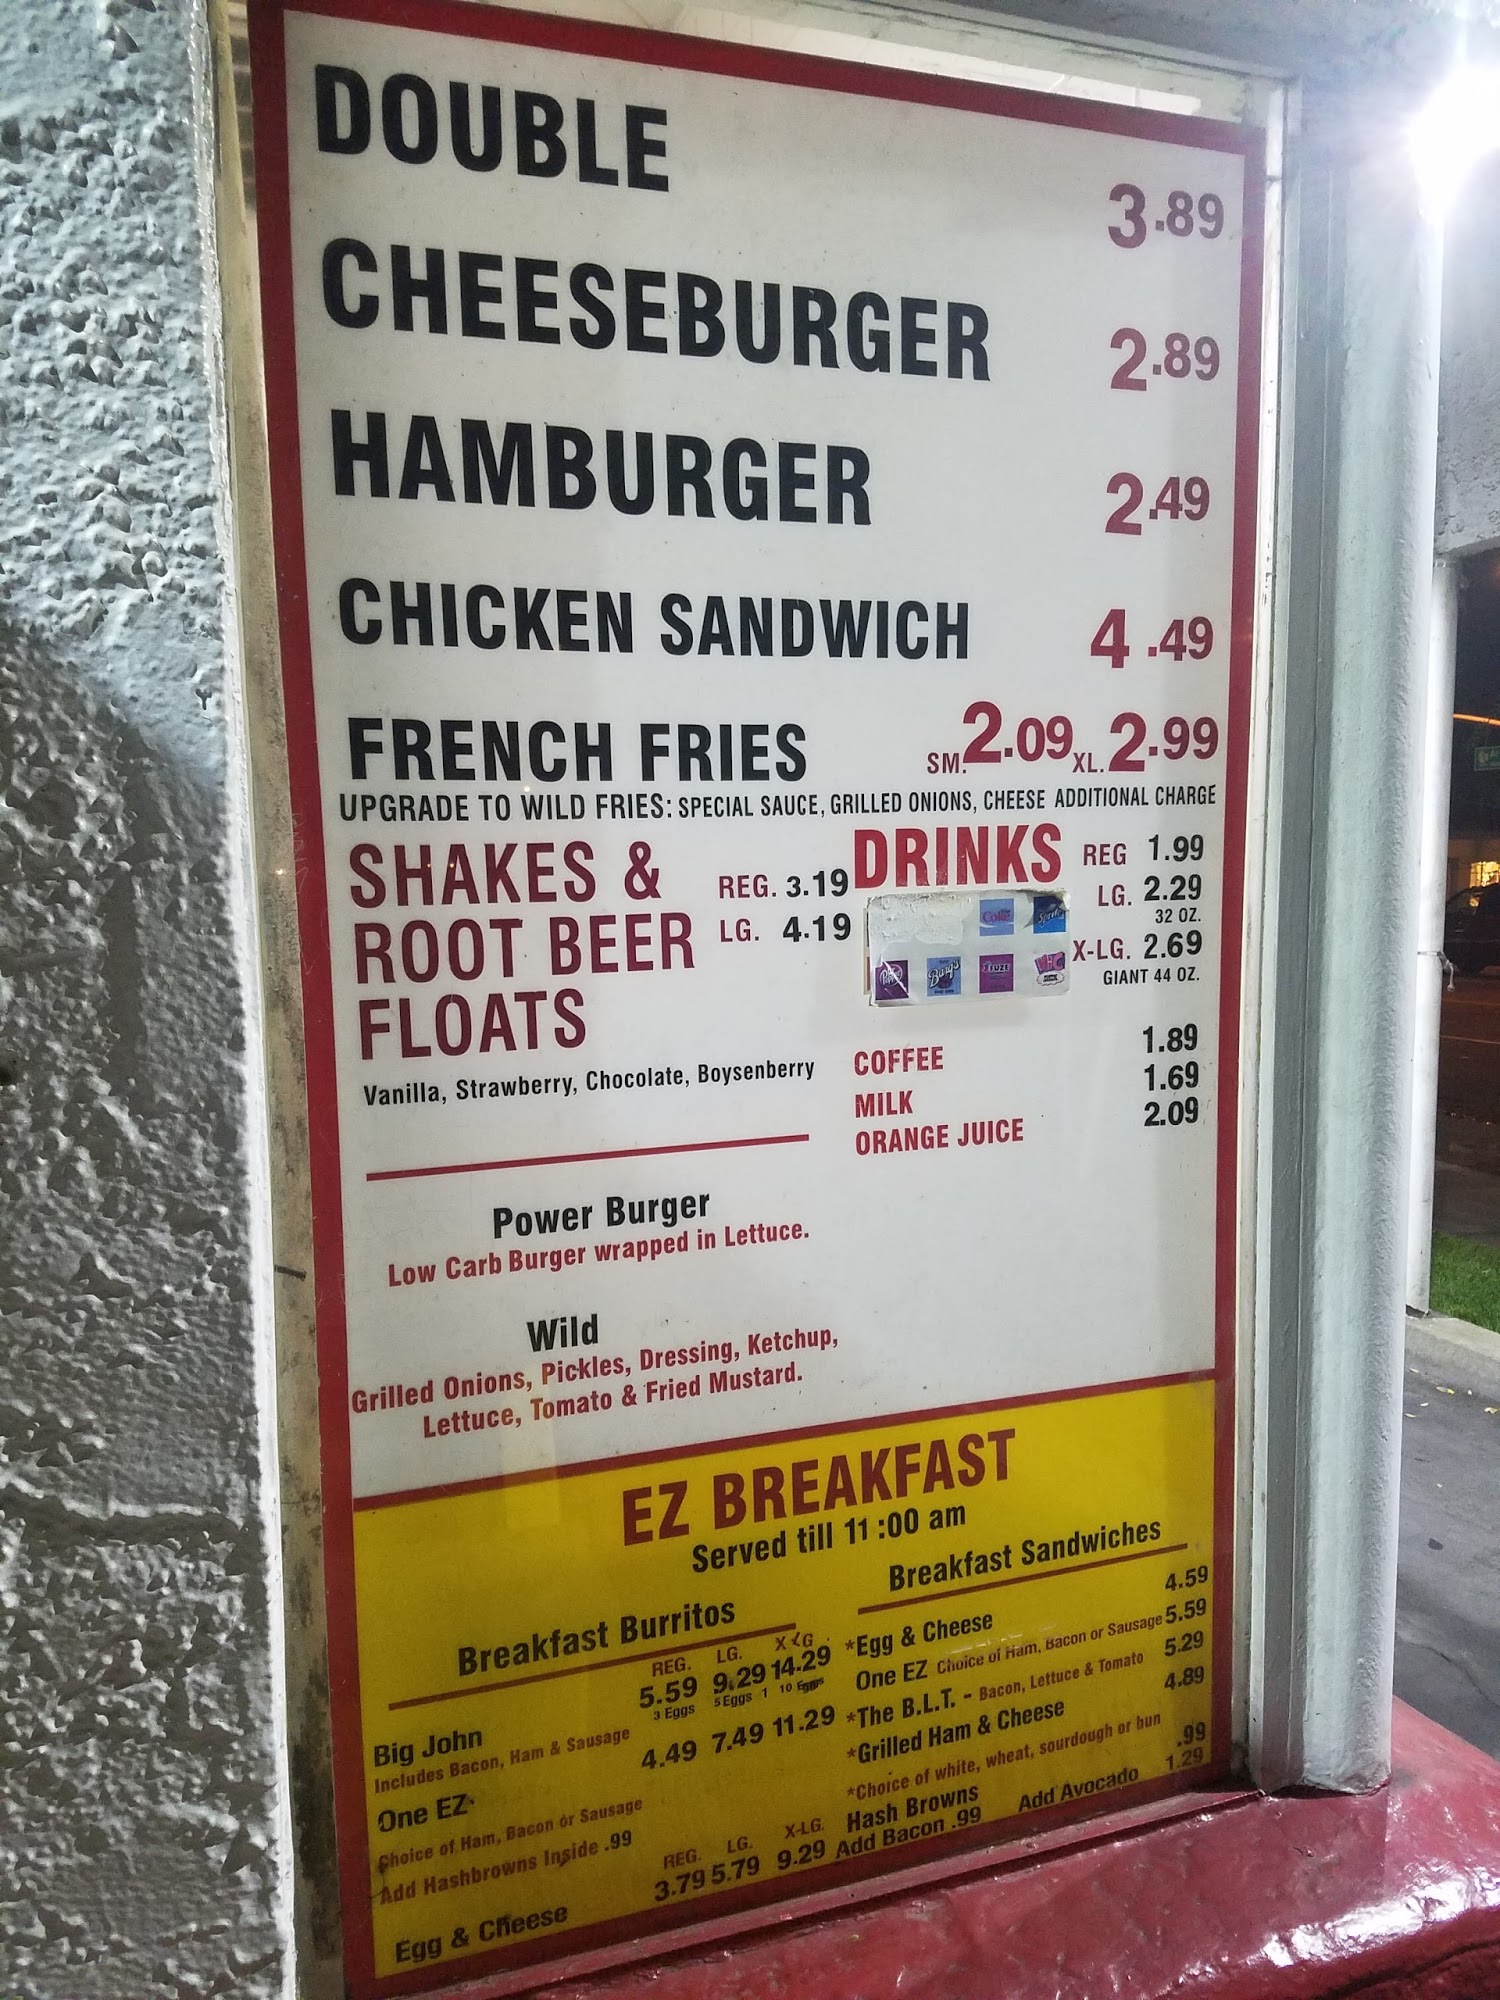 DOUBLE 3.89
CHEESEBURGER 2.89
HAMBURGER 2.49
CHICKEN SANDWICH 4.49
FRENCH FRIES SM. 2.09 XL. 2.99
UPGRADE TO WILD FRIES: SPECIAL SAUCE, GRILLED ONIONS, CHEESE ADDITIONAL CHARGE
SHAKES &
ROOT BEER
FLOATS
REG. 3.19
LG. 4.19
Vanilla, Strawberry, Chocolate, Boysenberry
DRINKS
REG 1.99
LG. 2.29
32 OZ.
X-LG. 2.69
GIANT 44 OZ.
Coke Sprite
Barq's FUZE
COFFEE 1.89
MILK 1.69
ORANGE JUICE 2.09
Power Burger
Low Carb Burger wrapped in Lettuce.
Wild
Grilled Onions, Pickles, Dressing, Ketchup,
Lettuce, Tomato & Fried Mustard.
EZ BREAKFAST
Served till 11:00 am
Breakfast Burritos
REG. LG. X-LG.
Big John 5.59 9.29 14.29
3 Eggs 5 Eggs 10 Eggs
Includes Bacon, Ham & Sausage
One EZ 4.49 7.49 11.29
Choice of Ham, Bacon or Sausage
Add Hashbrowns Inside .99
REG. LG. X-LG.
Egg & Cheese 3.79 5.79 9.29
Breakfast Sandwiches
*Egg & Cheese 4.59
One EZ Choice of Ham, Bacon or Sausage 5.59
*The B.L.T. - Bacon, Lettuce & Tomato 5.29
*Grilled Ham & Cheese 4.89
*Choice of white, wheat, sourdough or bun
Hash Browns .99
Add Bacon .99 Add Avocado 1.29